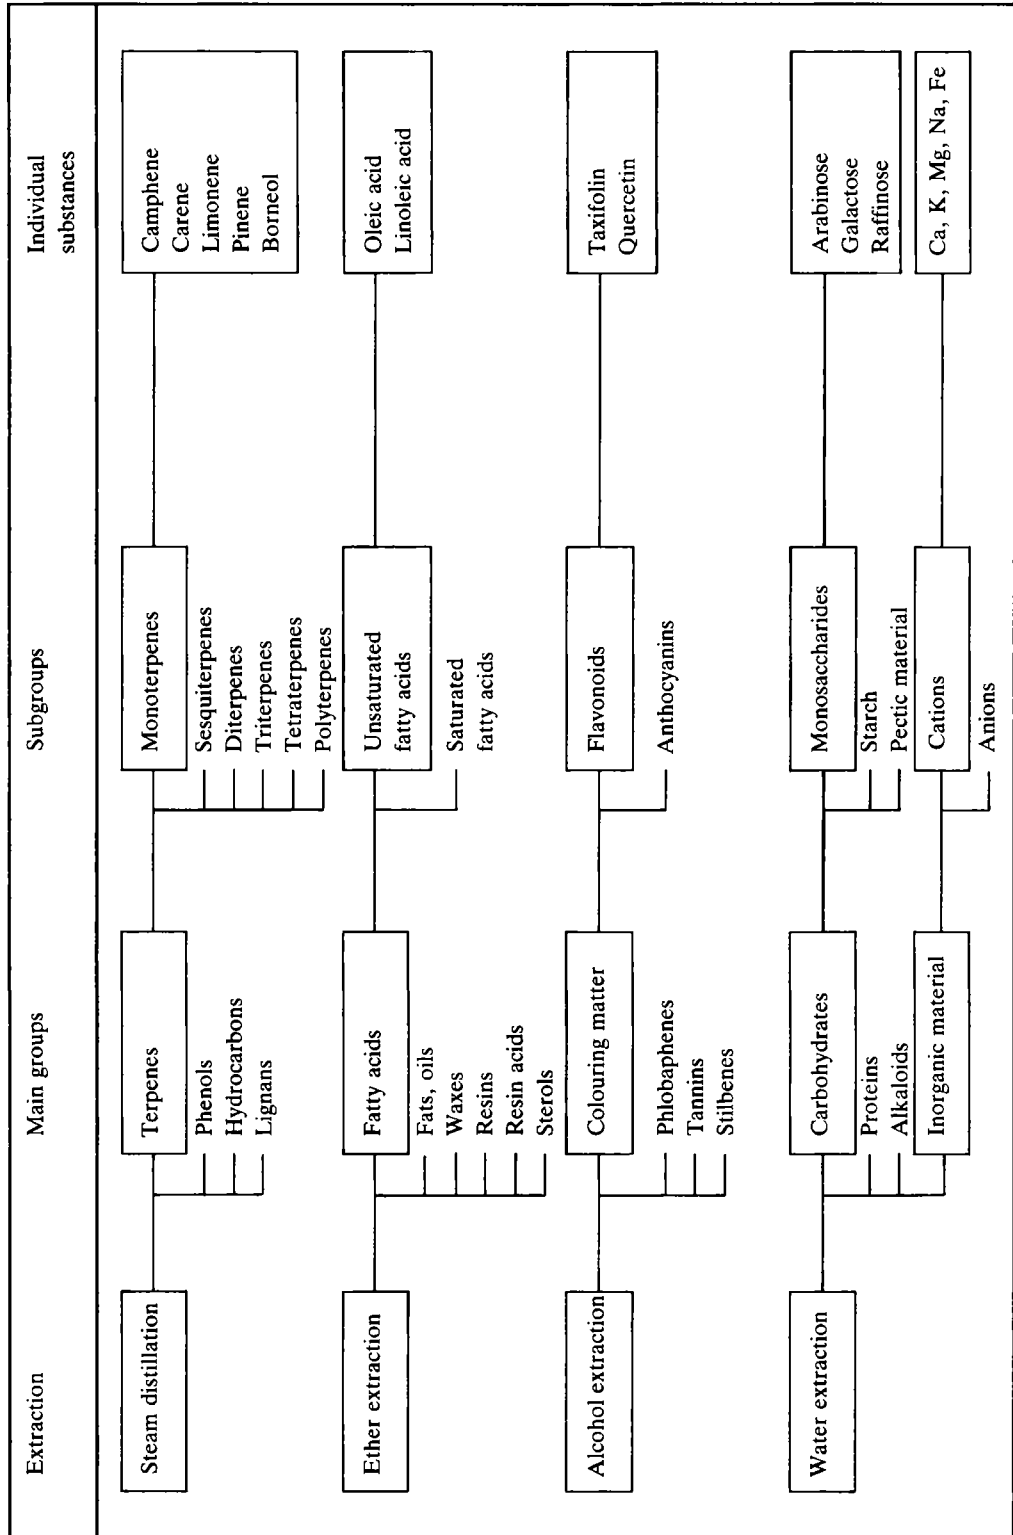 Extraction
Main groups
Subgroups
Individual
substances
Steam distillation
Terpenes
Phenols
Hydrocarbons
Lignans
Monoterpenes
Sesquiterpenes
Diterpenes
Triterpenes
Tetraterpenes
Polyterpenes
Camphene
Carene
Limonene
Pinene
Borneol
Ether extraction
Fatty acids
Fats, oils
Waxes
Resins
Resin acids
Sterols
Unsaturated
fatty acids
Saturated
fatty acids
Oleic acid
Linoleic acid
Alcohol extraction
Colouring matter
Phlobaphenes
Tannins
Stilbenes
Flavonoids
Anthocyanins
Taxifolin
Quercetin
Water extraction
Carbohydrates
Proteins
Alkaloids
Inorganic material
Monosaccharides
Starch
Pectic material
Cations
Anions
Arabinose
Galactose
Raffinose
Ca, K, Mg, Na, Fe